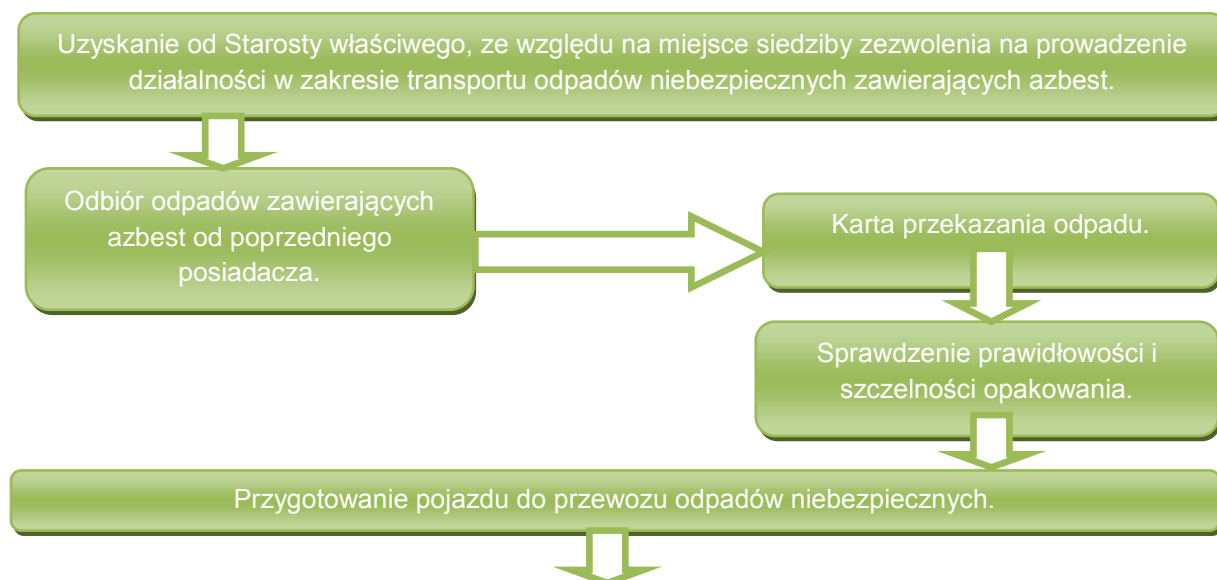 Uzyskanie od Starosty właściwego, ze względu na miejsce siedziby zezwolenia na prowadzenie
działalności w zakresie transportu odpadów niebezpiecznych zawierających azbest.
Odbiór odpadów zawierających
azbest od poprzedniego
posiadacza.
Karta przekazania odpadu.
Sprawdzenie prawidłowości i
szczelności opakowania.
Przygotowanie pojazdu do przewozu odpadów niebezpiecznych.